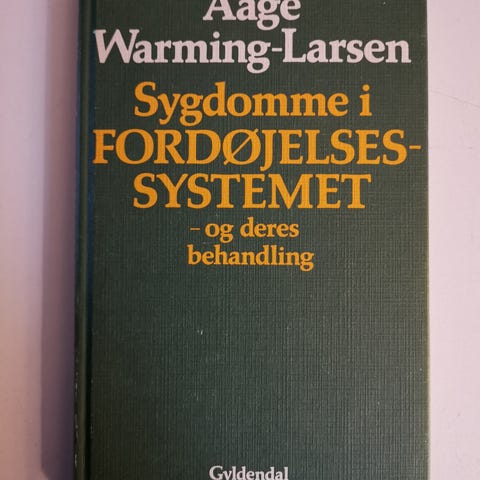 Aage
Warming-Larsen
Sygdomme i
FORDØJELSES-
SYSTEMET
- og deres
behandling
Gyldendal